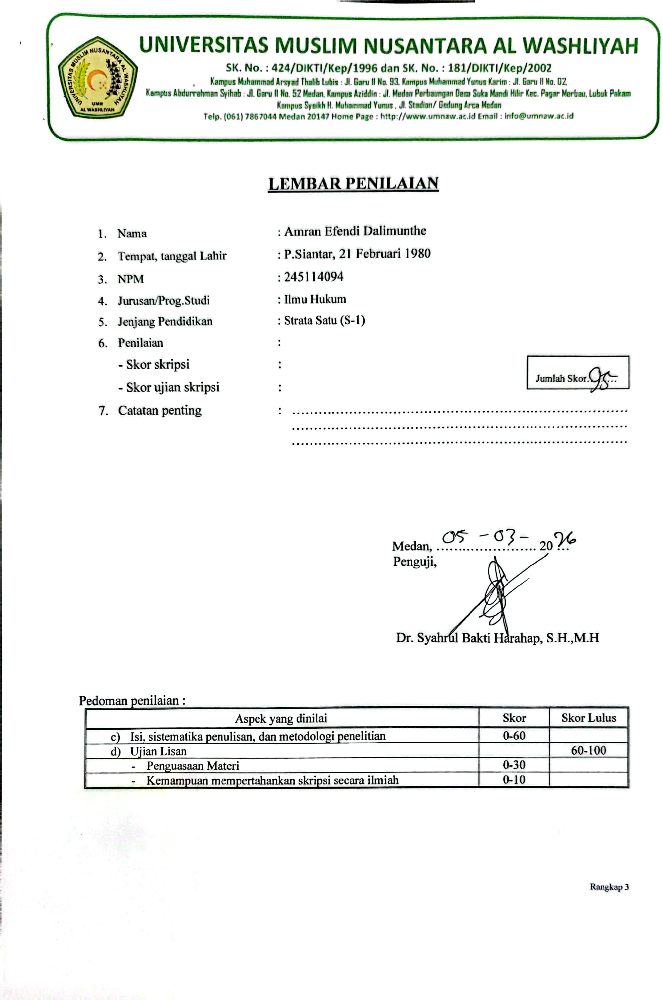 UNIVERSITAS MUSLIM NUSANTARA AL WASHLIYAH
UMN
AL WASHLIYAH
UNIVERSITAS MUSLIM NUSANTARA AL WASHLIYAH
SK. No. : 424/DIKTI/Kep/1996 dan SK. No. : 181/DIKTI/Kep/2002
Kampus Muhammad Arsyad Thalib Lubis : Jl. Garu II No. 93, Kampus Muhammad Yunus Karim : Jl. Garu II No. 02,
Kampus Abdurrahman Syihab : Jl. Garu II No. 52 Medan, Kampus Aziddin : Jl. Medan Perbaungan Desa Suka Mandi Hilir Kec. Pagar Merbau, Lubuk Pakam
Kampus Syeikh H. Muhammad Yunus , Jl. Stadion/ Gedung Arca Medan
Telp. (061) 7867044 Medan 20147 Home Page : http://www.umnaw.ac.id Email : info@umnaw.ac.id
LEMBAR PENILAIAN
1. Nama : Amran Efendi Dalimunthe
2. Tempat, tanggal Lahir : P.Siantar, 21 Februari 1980
3. NPM : 245114094
4. Jurusan/Prog.Studi : Ilmu Hukum
5. Jenjang Pendidikan : Strata Satu (S-1)
6. Penilaian :
- Skor skripsi :
Jumlah Skor. 95
- Skor ujian skripsi :
7. Catatan penting :
Medan, 05 - 03 - 2026
Penguji,
Dr. Syahrul Bakti Harahap, S.H.,M.H
Pedoman penilaian :
Aspek yang dinilai Skor Skor Lulus
c) Isi, sistematika penulisan, dan metodologi penelitian 0-60
d) Ujian Lisan 60-100
- Penguasaan Materi 0-30
- Kemampuan mempertahankan skripsi secara ilmiah 0-10
Rangkap 3